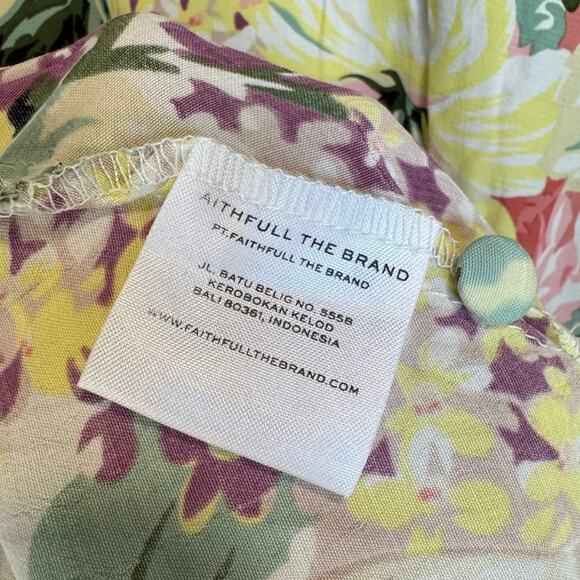 AITHFULL THE BRAND
PT.FAITHFULL THE BRAND
JL. BATU BELIG NO. 555B
KEROBOKAN KELOD
BALI 80361, INDONESIA
WWW.FAITHFULLTHEBRAND.COM